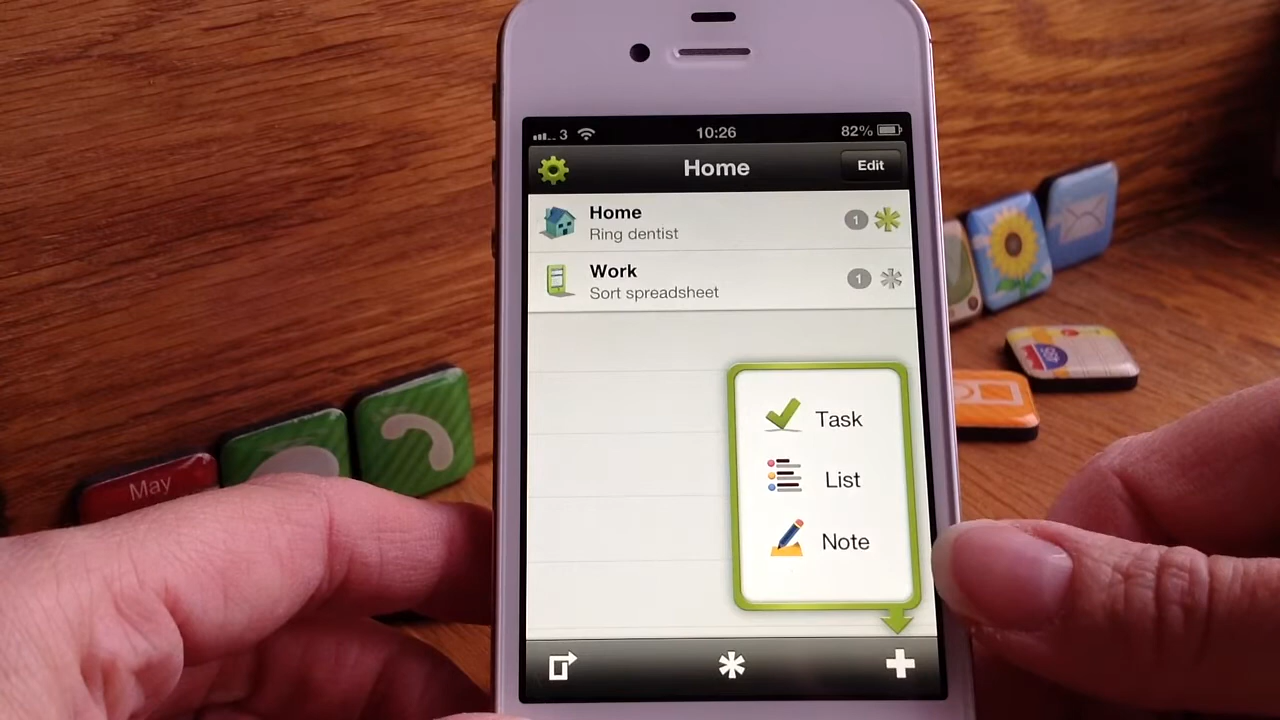 3 10:26 82%
Home Edit
Home 1
Ring dentist
Work 1
Sort spreadsheet
Task
List
Note
May